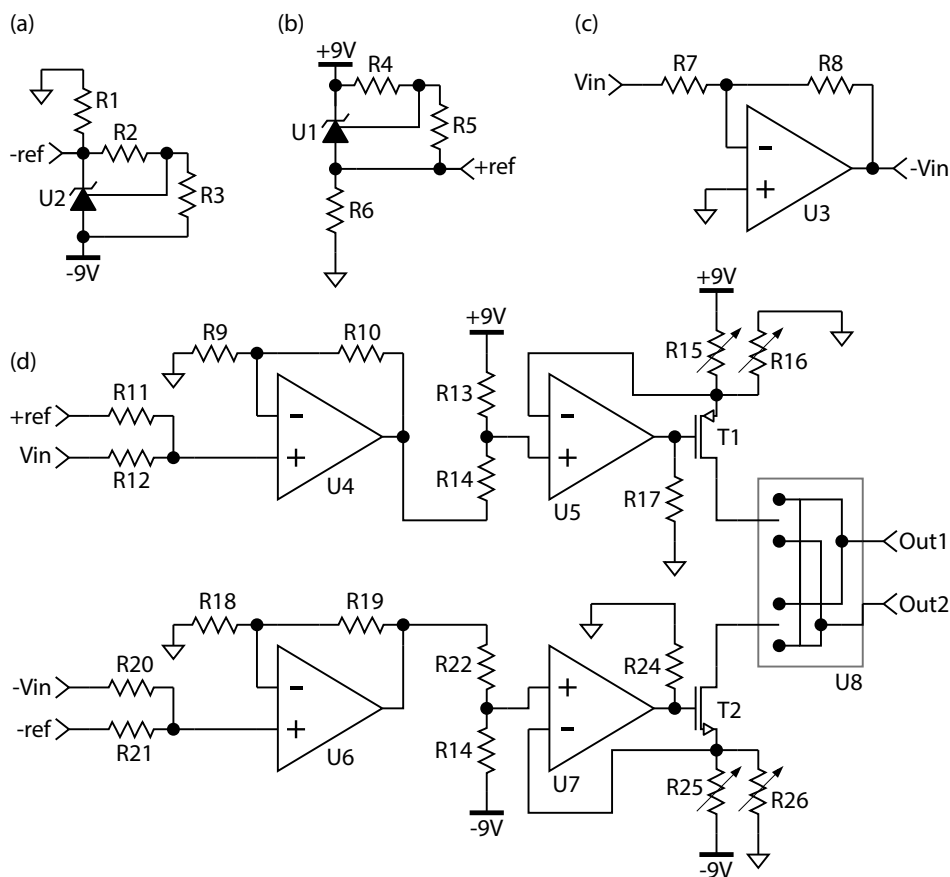 (a)
(b)
(c)
+9V
R4
R7
R8
Vin
R1
R2
-ref
U1
R5
U2
R3
+ref
-
+
U3
-Vin
R6
-9V
(d)
+9V
+9V
R9
R10
R15
R16
R13
R11
+ref
-
-
Vin
+
+
T1
R12
U4
R14
U5
R17
Out1
R18
R19
Out2
R20
R22
R24
U8
-Vin
-
+
T2
-ref
+
-
R21
U6
R14
U7
R25
R26
-9V
-9V